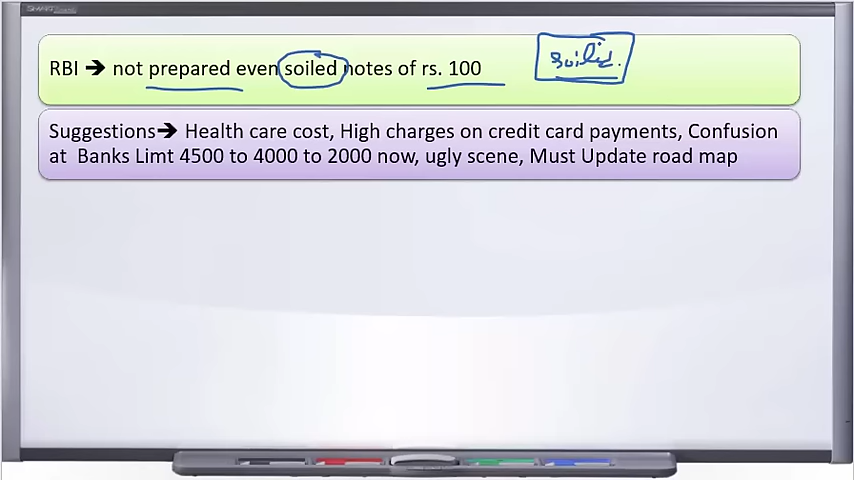 RBI ➔ not prepared even soiled notes of rs. 100
soiled.
Suggestions➔ Health care cost, High charges on credit card payments, Confusion
at Banks Limt 4500 to 4000 to 2000 now, ugly scene, Must Update road map